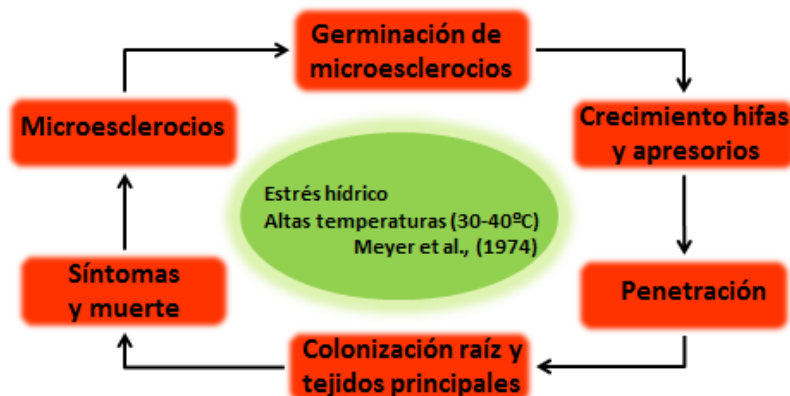 Germinación de
microesclerocios
Crecimiento hifas
y apresorios
Penetración
Colonización raíz y
tejidos principales
Síntomas
y muerte
Microesclerocios
Estrés hídrico
Altas temperaturas (30-40ºC)
Meyer et al., (1974)